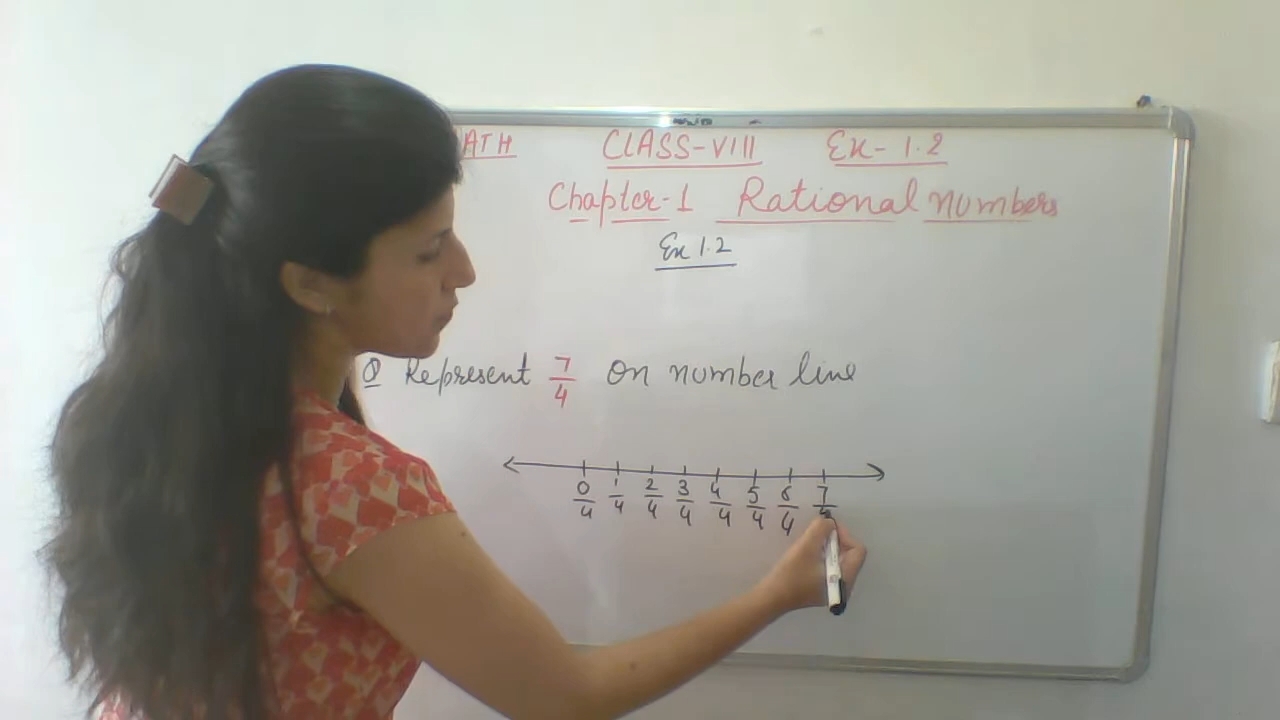 ATH CLASS-VIII Ex-1.2
Chapter-1 Rational numbers
Ex 1.2
Q Represent 7/4 on number line
0/4 1/4 2/4 3/4 4/4 5/4 6/4 7/4